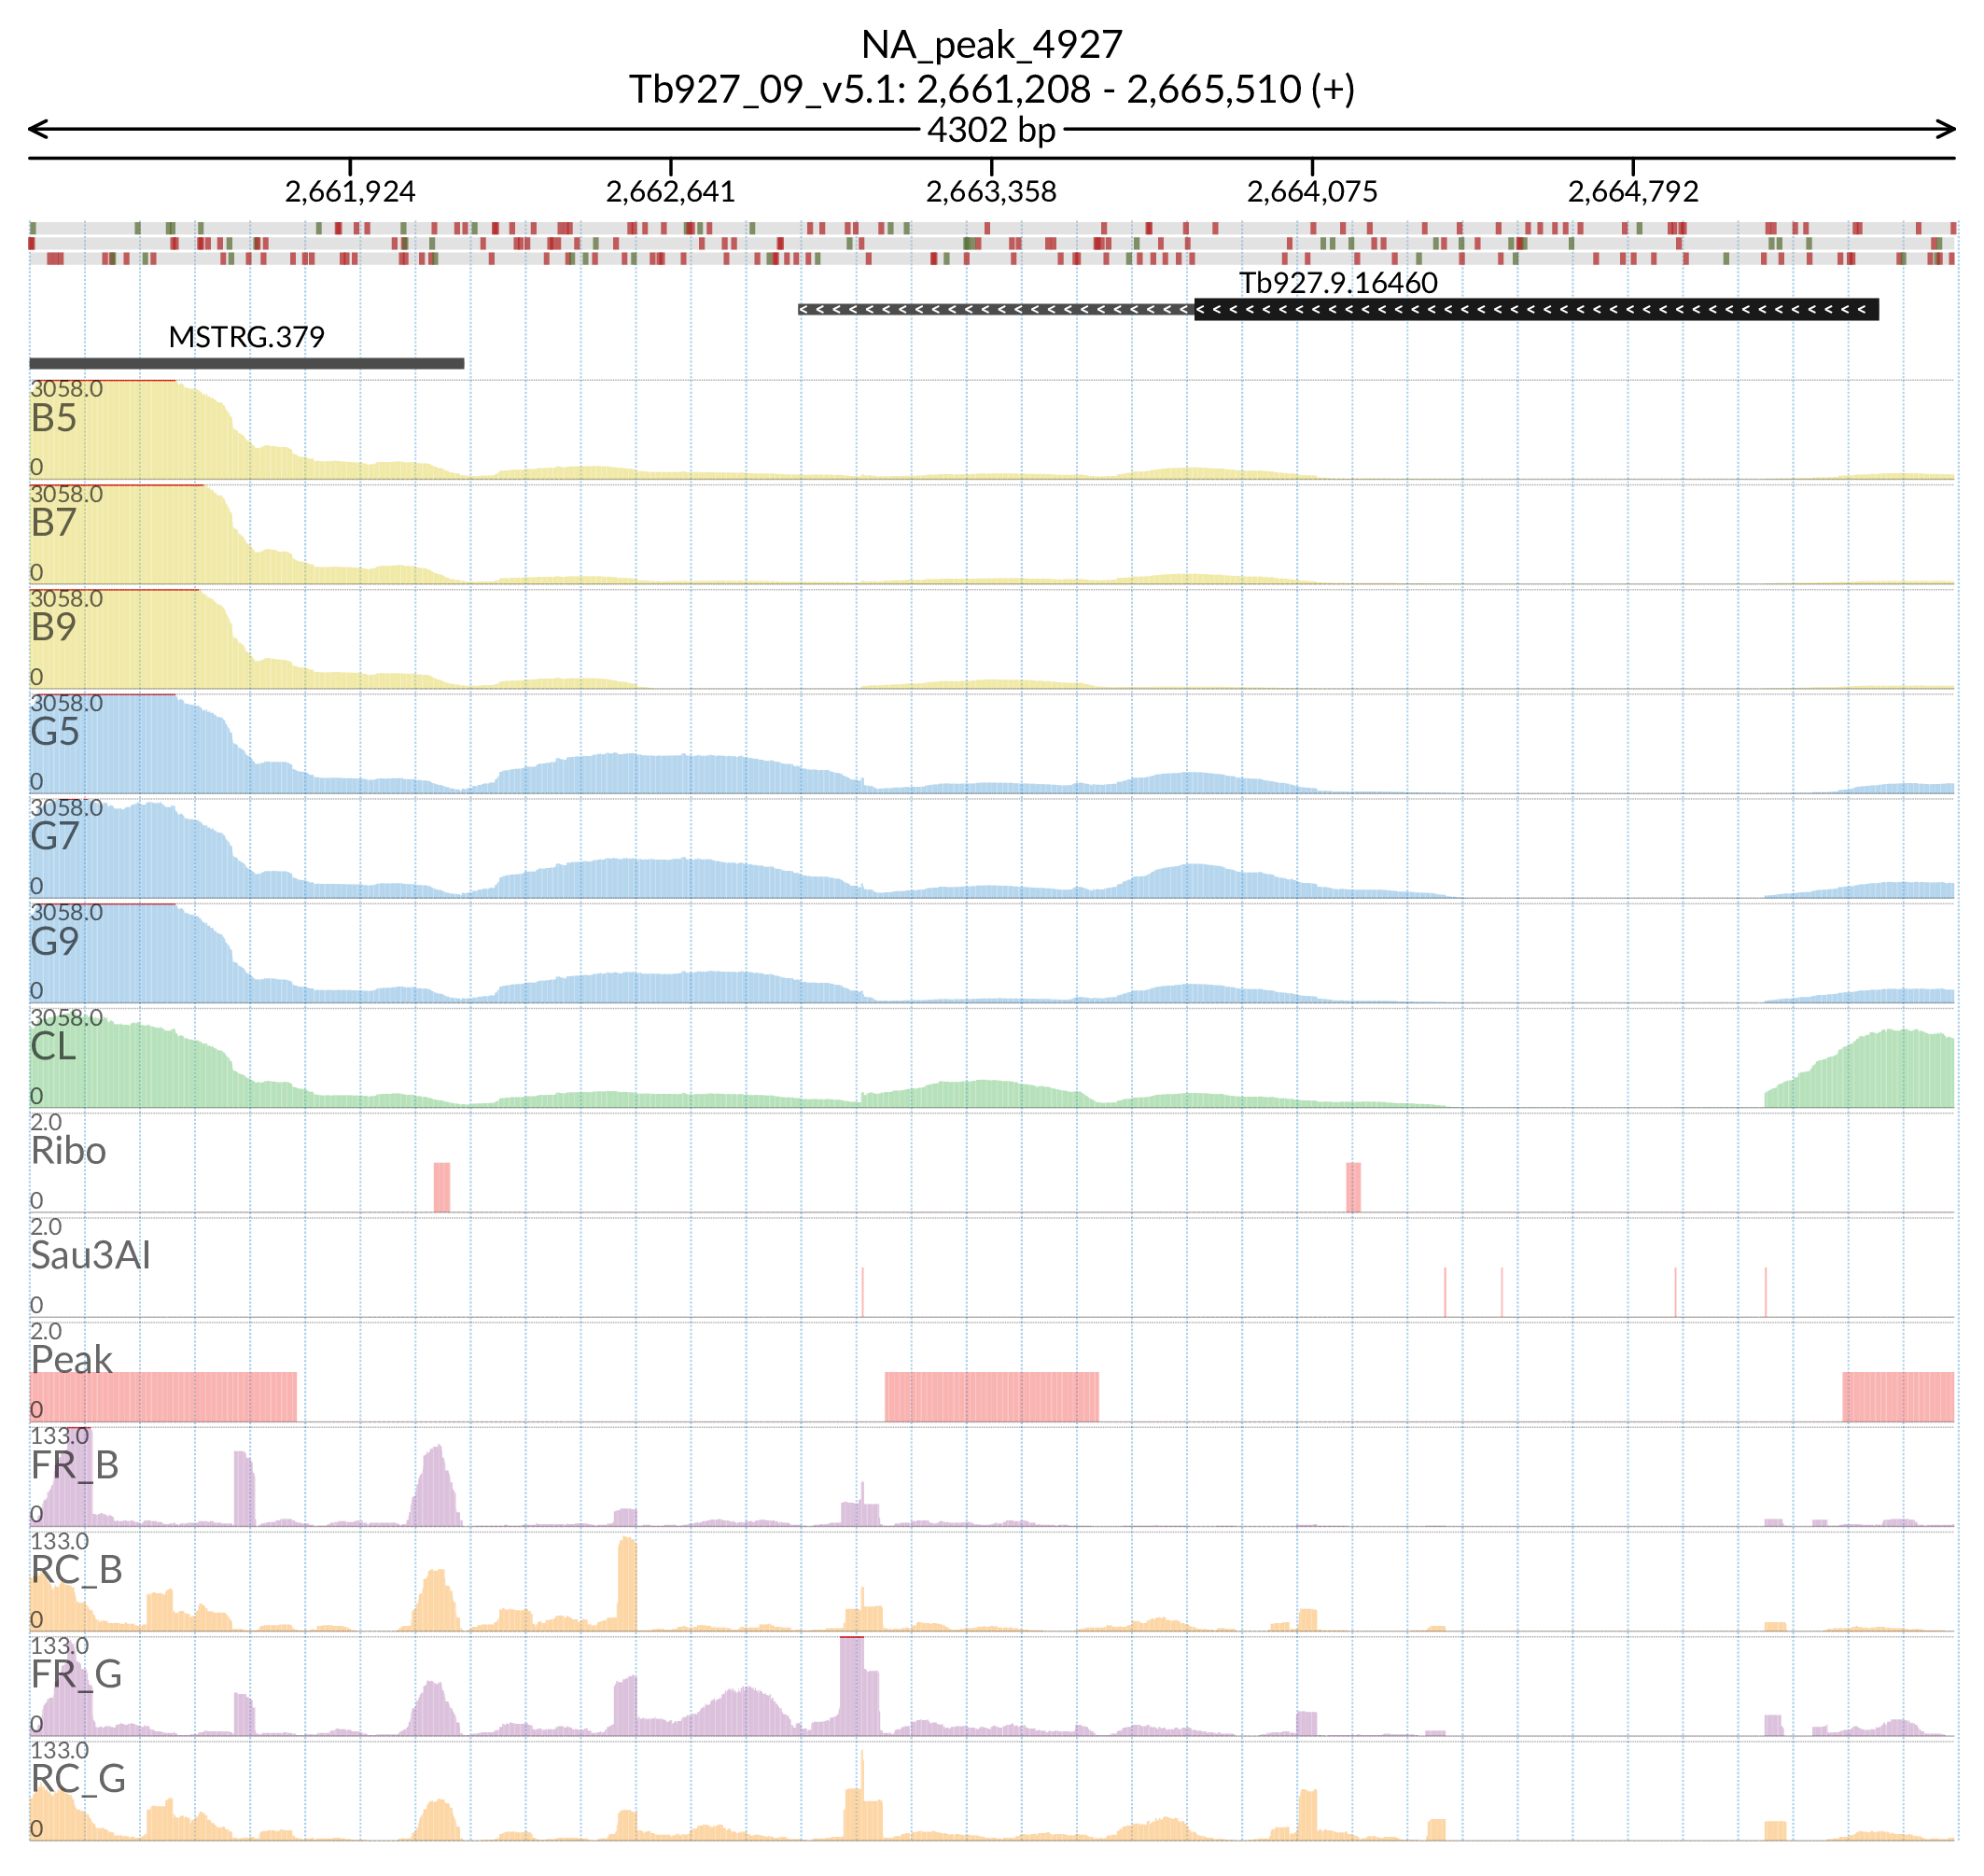 NA_peak_4927
Tb927_09_v5.1: 2,661,208 - 2,665,510 (+)
4302 bp
2,661,924 2,662,641 2,663,358 2,664,075 2,664,792
Tb927.9.16460
MSTRG.379
3058.0
B5
0
3058.0
B7
0
3058.0
B9
0
3058.0
G5
0
3058.0
G7
0
3058.0
G9
0
3058.0
CL
0
2.0
Ribo
0
2.0
Sau3AI
0
2.0
Peak
0
133.0
FR_B
0
133.0
RC_B
0
133.0
FR_G
0
133.0
RC_G
0